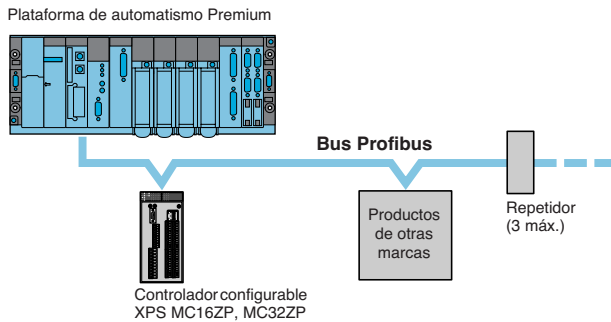 Plataforma de automatismo Premium
Bus Profibus
Productos
de otras
marcas
Repetidor
(3 máx.)
Controlador configurable
XPS MC16ZP, MC32ZP